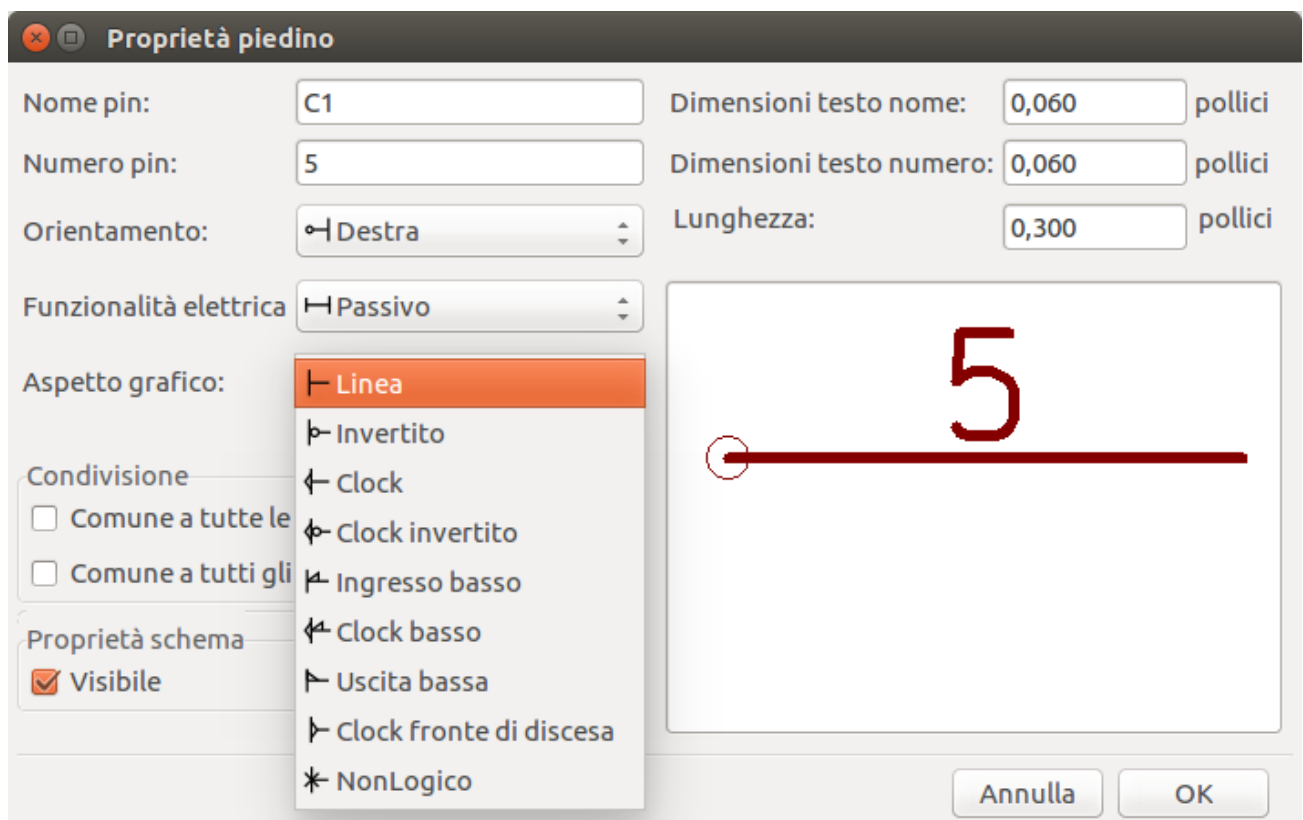 Proprietà piedino
Nome pin: C1 Dimensioni testo nome: 0,060 pollici
Numero pin: 5 Dimensioni testo numero: 0,060 pollici
Orientamento: Destra Lunghezza: 0,300 pollici
Funzionalità elettrica Passivo
Aspetto grafico:
Linea
Invertito
Clock
Clock invertito
Ingresso basso
Clock basso
Uscita bassa
Clock fronte di discesa
NonLogico
Condivisione
Comune a tutte le
Comune a tutti gli
Proprietà schema
Visibile
5
Annulla OK